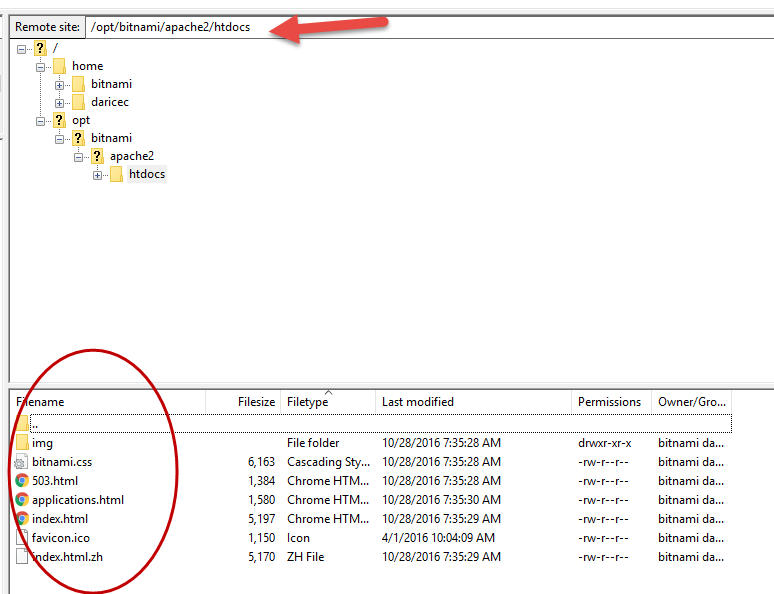 Remote site: /opt/bitnami/apache2/htdocs
/
home
bitnami
daricec
opt
bitnami
apache2
htdocs
Filename Filesize Filetype Last modified Permissions Owner/Gro...
..
img File folder 10/28/2016 7:35:28 AM drwxr-xr-x bitnami da...
bitnami.css 6,163 Cascading Sty... 10/28/2016 7:35:28 AM -rw-r--r-- bitnami da...
503.html 1,384 Chrome HTM... 10/28/2016 7:35:28 AM -rw-r--r-- bitnami da...
applications.html 1,580 Chrome HTM... 10/28/2016 7:35:30 AM -rw-r--r-- bitnami da...
index.html 5,197 Chrome HTM... 10/28/2016 7:35:29 AM -rw-r--r-- bitnami da...
favicon.ico 1,150 Icon 4/1/2016 10:04:09 AM -rw-r--r-- bitnami da...
index.html.zh 5,170 ZH File 10/28/2016 7:35:29 AM -rw-r--r-- bitnami da...